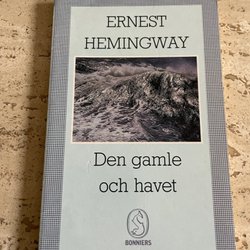 ERNEST
HEMINGWAY
Den gamle
och havet
BONNIERS